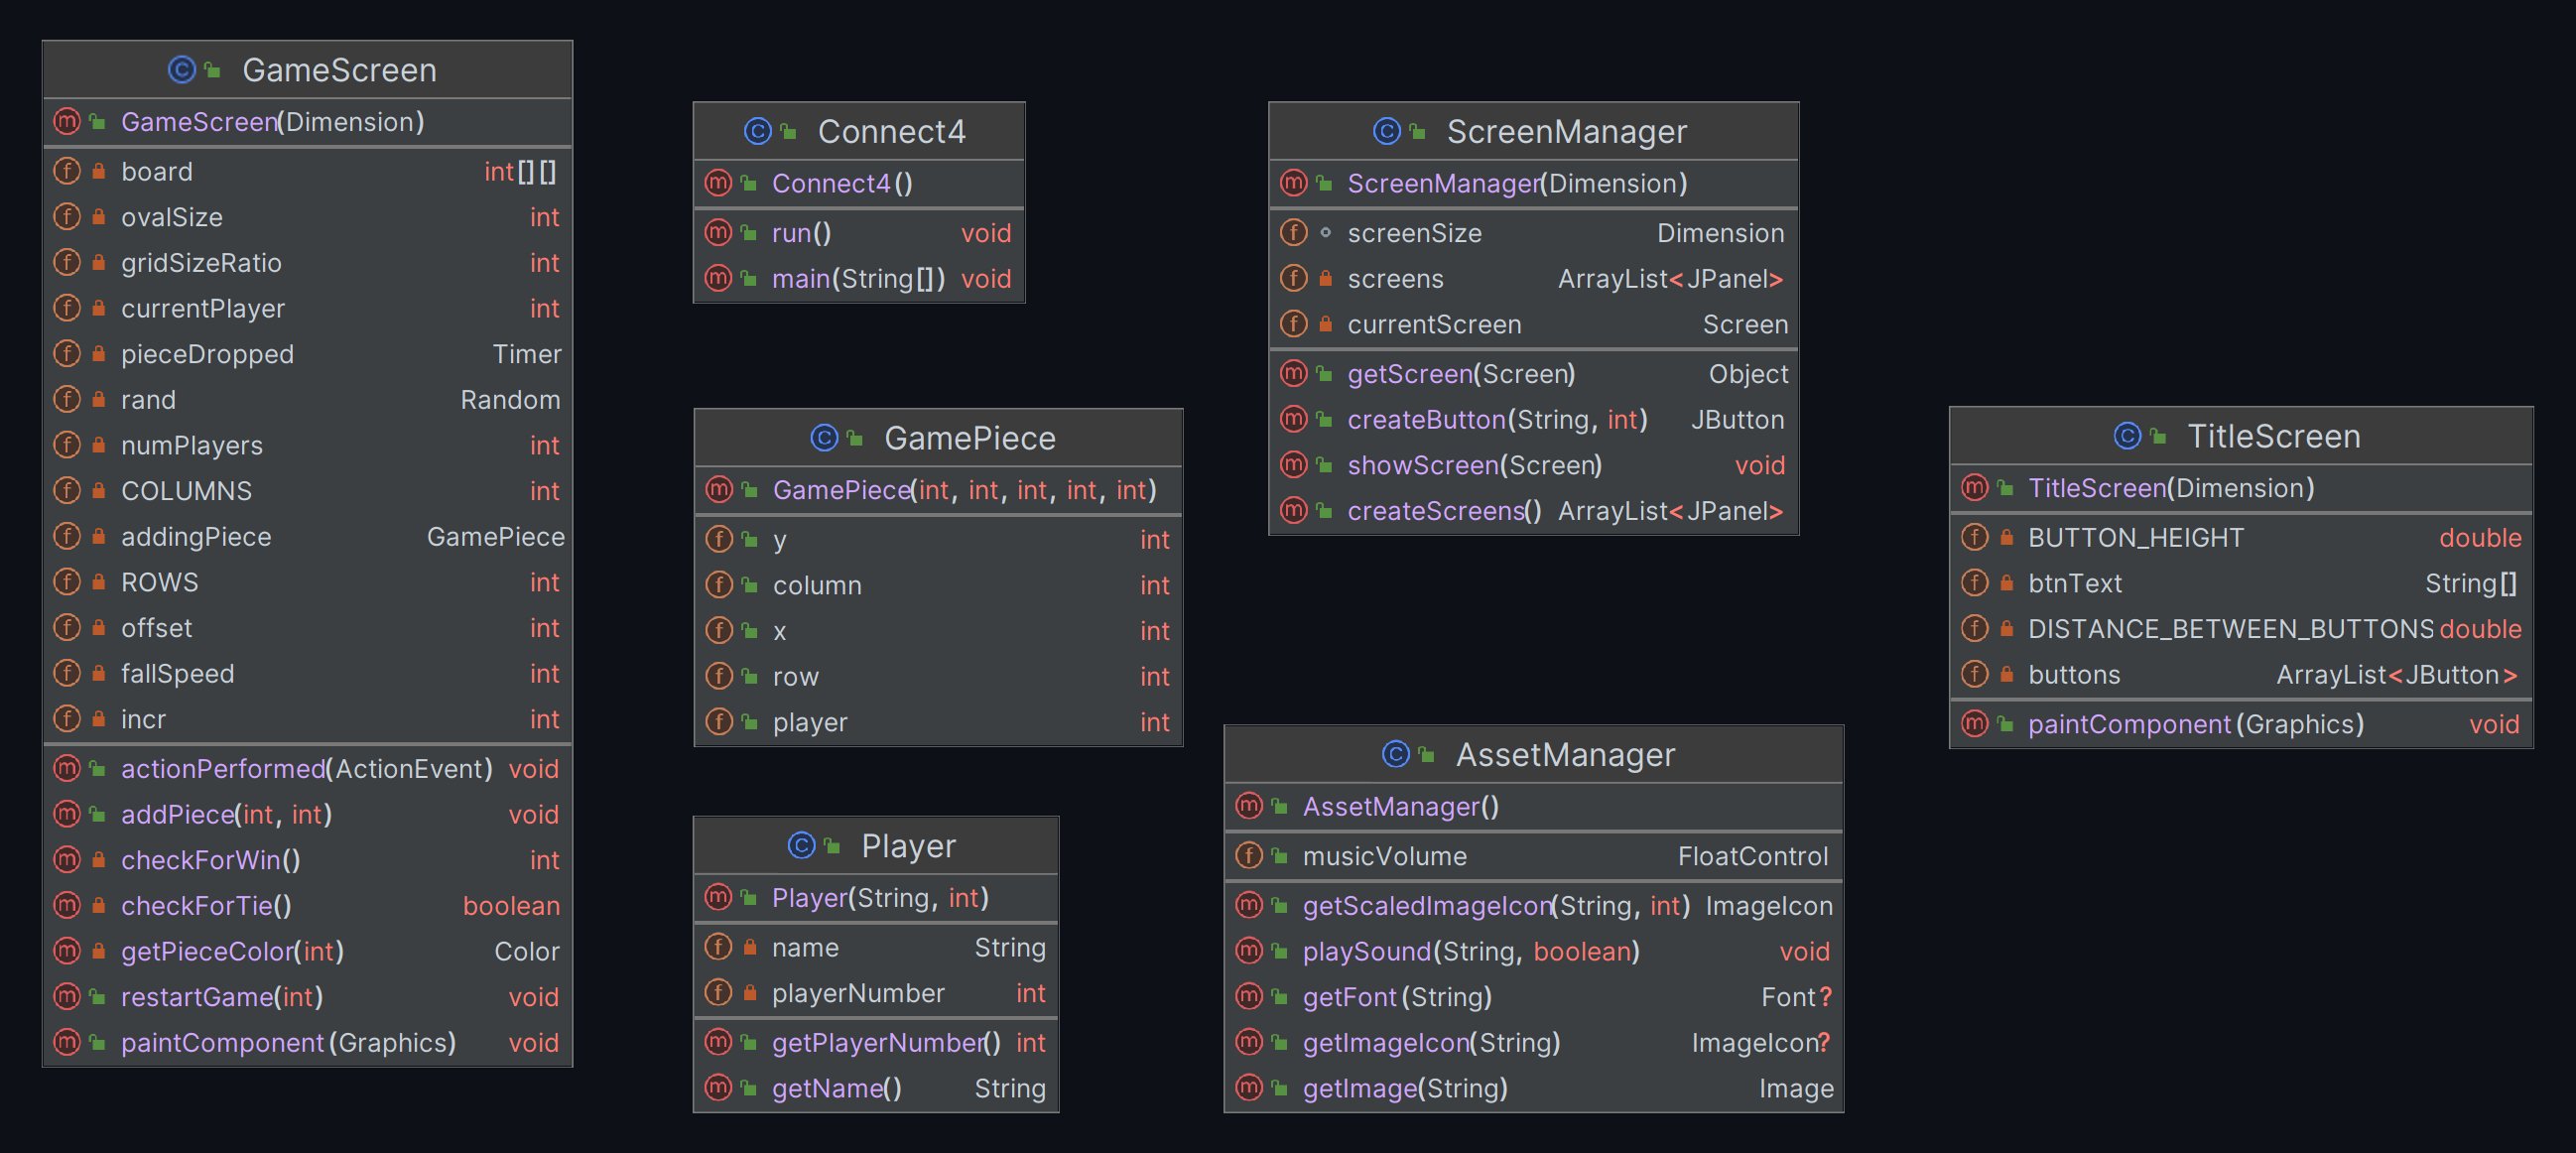 GameScreen
GameScreen(Dimension)
board int[][]
ovalSize int
gridSizeRatio int
currentPlayer int
pieceDropped Timer
rand Random
numPlayers int
COLUMNS int
addingPiece GamePiece
ROWS int
offset int
fallSpeed int
incr int
actionPerformed(ActionEvent) void
addPiece(int, int) void
checkForWin() int
checkForTie() boolean
getPieceColor(int) Color
restartGame(int) void
paintComponent(Graphics) void
Connect4
Connect4()
run() void
main(String[]) void
GamePiece
GamePiece(int, int, int, int, int)
y int
column int
x int
row int
player int
Player
Player(String, int)
name String
playerNumber int
getPlayerNumber() int
getName() String
ScreenManager
ScreenManager(Dimension)
screenSize Dimension
screens ArrayList<JPanel>
currentScreen Screen
getScreen(Screen) Object
createButton(String, int) JButton
showScreen(Screen) void
createScreens() ArrayList<JPanel>
AssetManager
AssetManager()
musicVolume FloatControl
getScaledImageIcon(String, int) ImageIcon
playSound(String, boolean) void
getFont(String) Font?
getImageIcon(String) ImageIcon?
getImage(String) Image
TitleScreen
TitleScreen(Dimension)
BUTTON_HEIGHT double
btnText String[]
DISTANCE_BETWEEN_BUTTONS double
buttons ArrayList<JButton>
paintComponent(Graphics) void